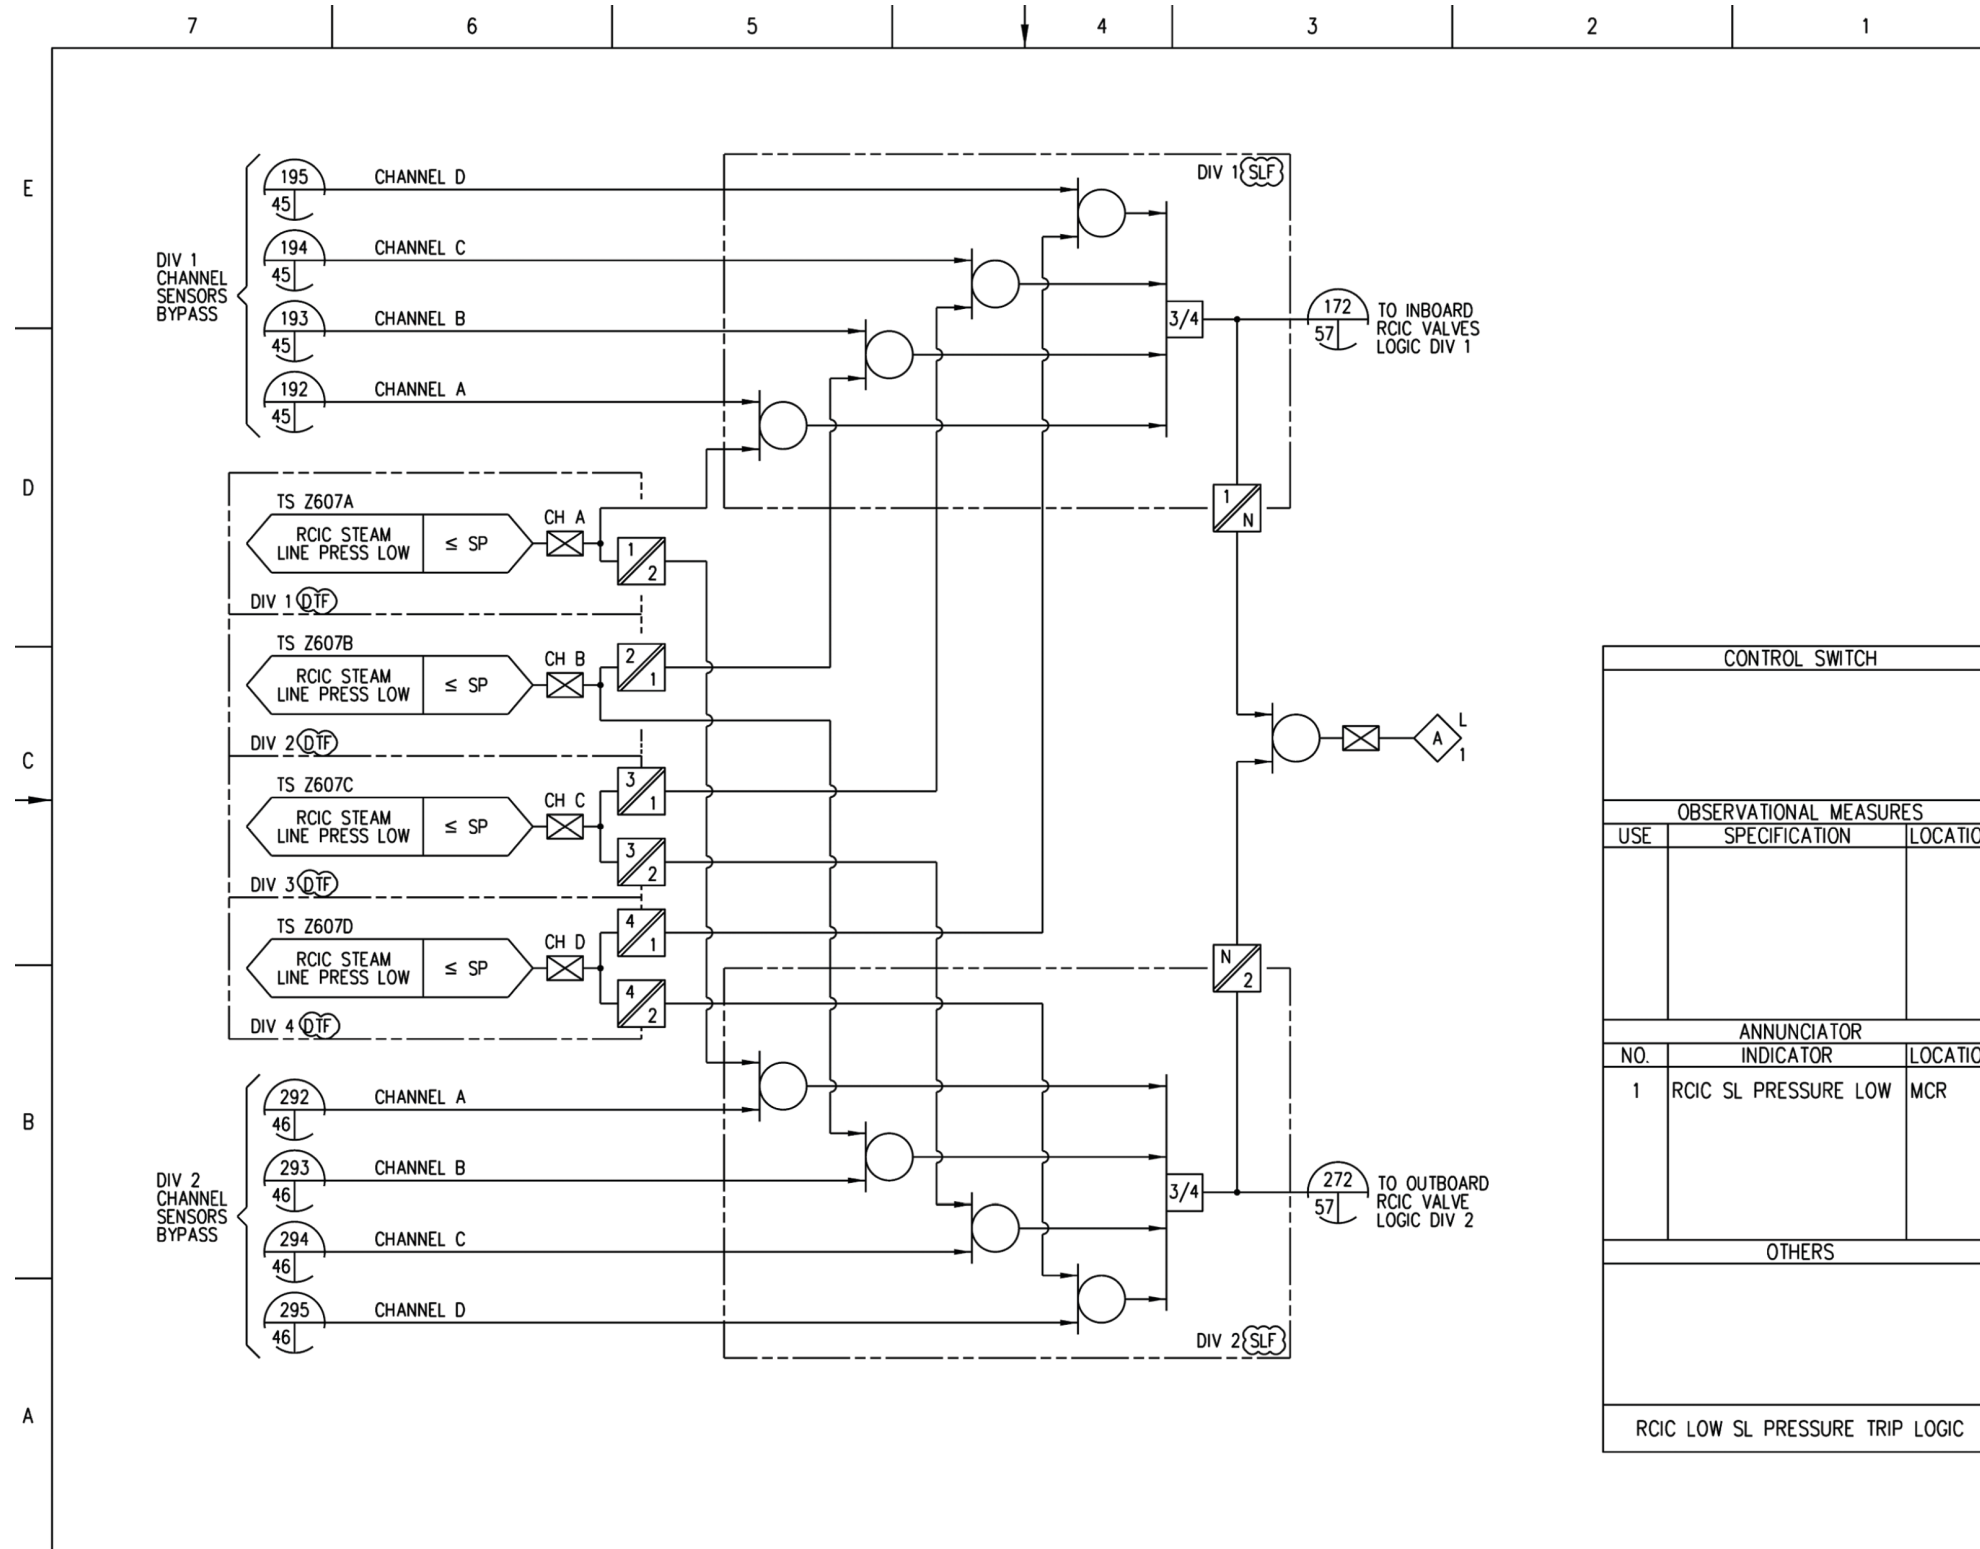 7 6 5 4 3 2 1
E
D
C
B
A
DIV 1
CHANNEL
SENSORS
BYPASS
195
45
CHANNEL D
194
45
CHANNEL C
193
45
CHANNEL B
192
45
CHANNEL A
DIV 1 SLF
3/4
172
57
TO INBOARD
RCIC VALVES
LOGIC DIV 1
1
N
TS Z607A
RCIC STEAM
LINE PRESS LOW
≤ SP
CH A
1
2
DIV 1 DTF
TS Z607B
RCIC STEAM
LINE PRESS LOW
≤ SP
CH B
2
1
DIV 2 DTF
TS Z607C
RCIC STEAM
LINE PRESS LOW
≤ SP
CH C
3
1
3
2
DIV 3 DTF
TS Z607D
RCIC STEAM
LINE PRESS LOW
≤ SP
CH D
4
1
4
2
DIV 4 DTF
A
L
1
N
2
DIV 2
CHANNEL
SENSORS
BYPASS
292
46
CHANNEL A
293
46
CHANNEL B
294
46
CHANNEL C
295
46
CHANNEL D
3/4
272
57
TO OUTBOARD
RCIC VALVE
LOGIC DIV 2
DIV 2 SLF
CONTROL SWITCH
OBSERVATIONAL MEASURES
USE SPECIFICATION LOCATIO
ANNUNCIATOR
NO. INDICATOR LOCATIO
1 RCIC SL PRESSURE LOW MCR
OTHERS
RCIC LOW SL PRESSURE TRIP LOGIC